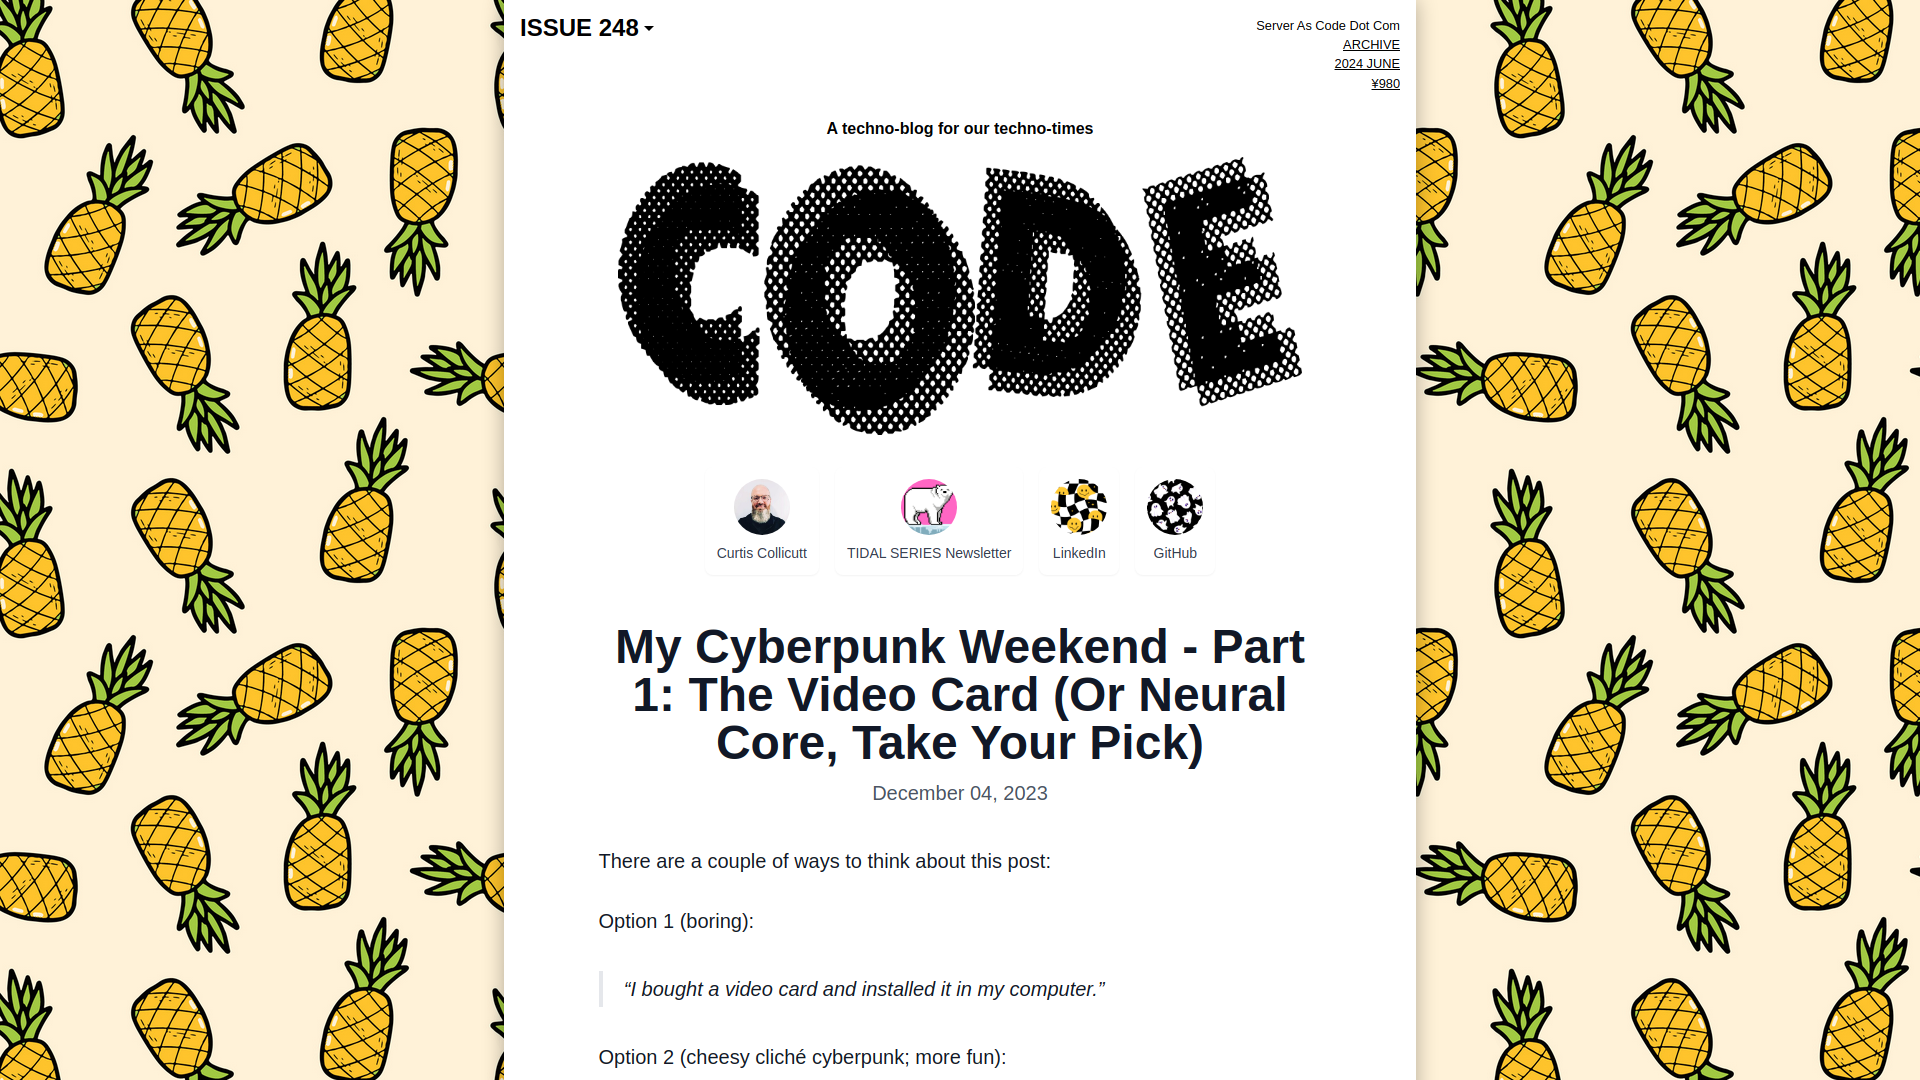 ISSUE 248
Server As Code Dot Com
ARCHIVE
2024 JUNE
¥980
A techno-blog for our techno-times
CODE
Curtis Collicutt
TIDAL SERIES Newsletter
LinkedIn
GitHub
My Cyberpunk Weekend - Part
1: The Video Card (Or Neural
Core, Take Your Pick)
December 04, 2023
There are a couple of ways to think about this post:
Option 1 (boring):
“I bought a video card and installed it in my computer.”
Option 2 (cheesy cliché cyberpunk; more fun):